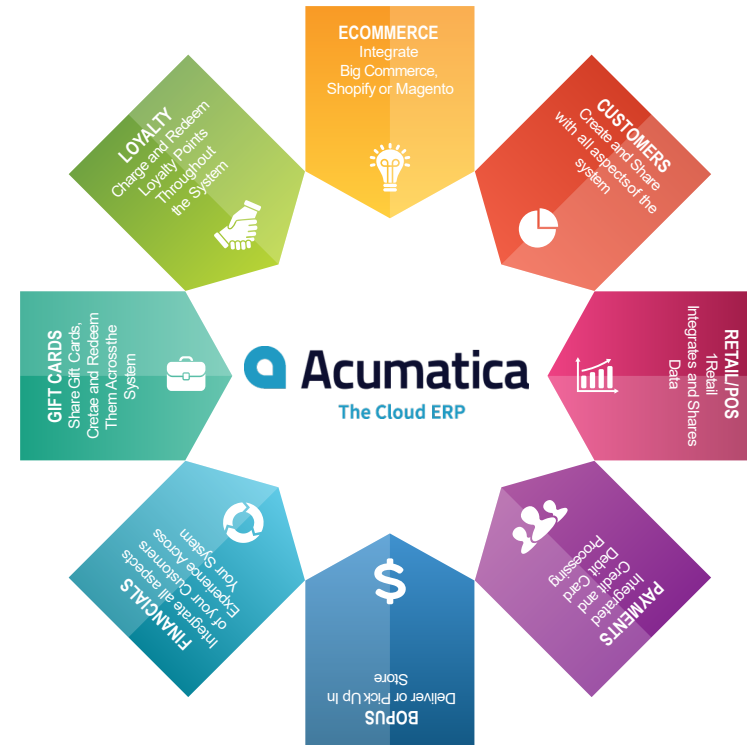 ECOMMERCE
Integrate
Big Commerce,
Shopify or Magento
CUSTOMERS
Create and Share
with all aspects of the
system
RETAIL/POS
1Retail
Integrates and Shares
Data
PAYMENTS
Integrated
Credit and
Debit Card
Processing
BOPUS
Deliver or Pick Up In
Store
FINANCIALS
Integrate all aspects
of your Customers
Experience Across
Your System
GIFT CARDS
Share Gift Cards,
Cretae and Redeem
Them Acrossthe
System
LOYALTY
Charge and Redeem
Loyalty Points
Throughout
the System
Acumatica
The Cloud ERP